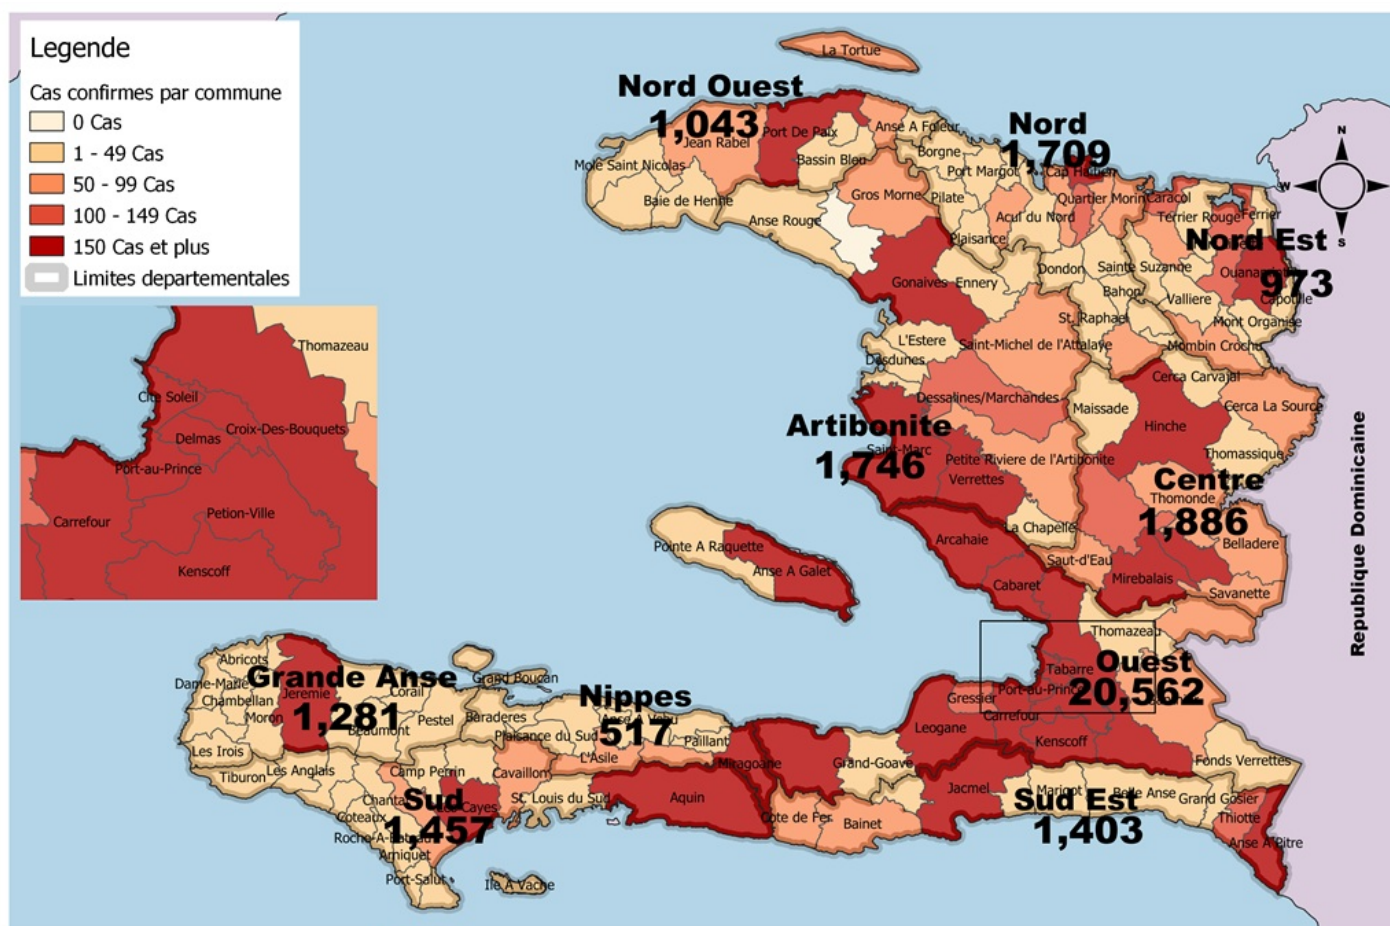 Legende
Cas confirmes par commune
0 Cas
1 - 49 Cas
50 - 99 Cas
100 - 149 Cas
150 Cas et plus
Limites departementales
Thomazeau
Cite Soleil
Delmas
Croix-Des-Bouquets
Port-au-Prince
Petion-Ville
Carrefour
Kenscoff
La Tortue
Nord Ouest
1,043
Port De Paix
Jean Rabel
Anse A Foleur
Mole Saint Nicolas
Bassin Bleu
Baie de Henne
Anse Rouge
Nord
1,709
Cap Haitien
Borgne
Port Margot
Pilate
Gros Morne
Acul du Nord
Quartier Morin
Caracol
Terrier Rouge
Ferrier
Plaisance
N
W
S
Nord Est
973
Capotille
Gonaives
Ennery
Dondon
Sainte Suzanne
Bahon
Valliere
St. Raphael
Mont Organise
Mombin Crochu
L'Estere
Saint-Michel de l'Attalaye
Desdunes
Cerca Carvajal
Dessalines/Marchandes
Maissade
Cerca La Source
Hinche
Artibonite
1,746
Saint-Marc
Petite Riviere de l'Artibonite
Verrettes
Thomassique
Centre
1,886
Thomonde
La Chapelle
Belladere
Republique Dominicaine
Pointe A Raquette
Anse A Galet
Arcahaie
Saut-d'Eau
Cabaret
Mirebalais
Savanette
Thomazeau
Ouest
20,562
Tabarre
Port-au-Prince
Gressier
Carrefour
Leogane
Kenscoff
Fonds Verrettes
Abricots
Grande Anse
1,281
Dame-Marie
Chambellan
Jeremie
Corail
Moron
Beaumont
Pestel
Les Irois
Grand Boucan
Nippes
517
Baraderes
Plaisance du Sud
Paillant
L'Asile
Miragoane
Grand-Goave
Tiburon
Les Anglais
Camp Perrin
Cavaillon
St. Louis du Sud
Aquin
Sud
1,457
Coteaux
Arniquet
Port-Salut
Ile A Vache
Cote de Fer
Bainet
Jacmel
Sud Est
1,403
Marigot
Belle Anse
Grand Gosier
Thiotte
Anse A Pitre